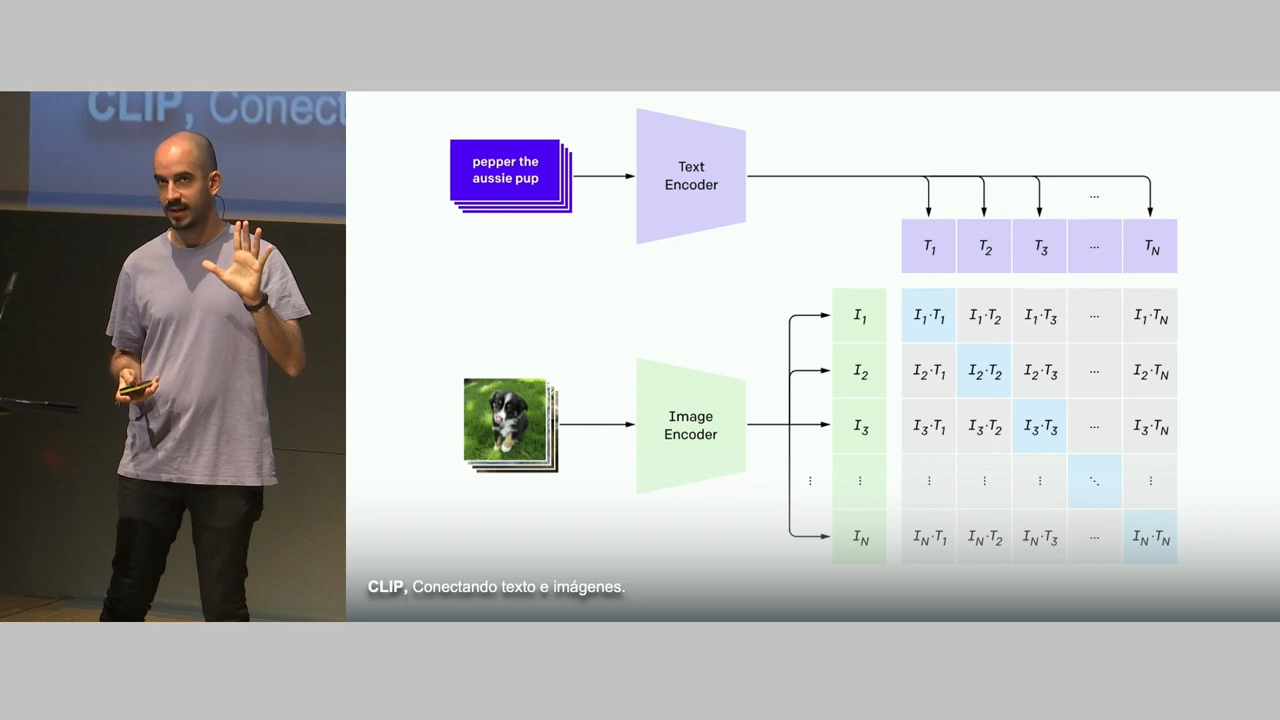 CLIP, Conect
pepper the
aussie pup
Text
Encoder
...
T1 T2 T3 ... TN
I1 I1·T1 I1·T2 I1·T3 ... I1·TN
I2 I2·T1 I2·T2 I2·T3 ... I2·TN
Image
Encoder
I3 I3·T1 I3·T2 I3·T3 ... I3·TN
⋮ ⋮ ⋮ ⋮ ⋮ ⋱ ⋮
IN IN·T1 IN·T2 IN·T3 ... IN·TN
CLIP, Conectando texto e imágenes.